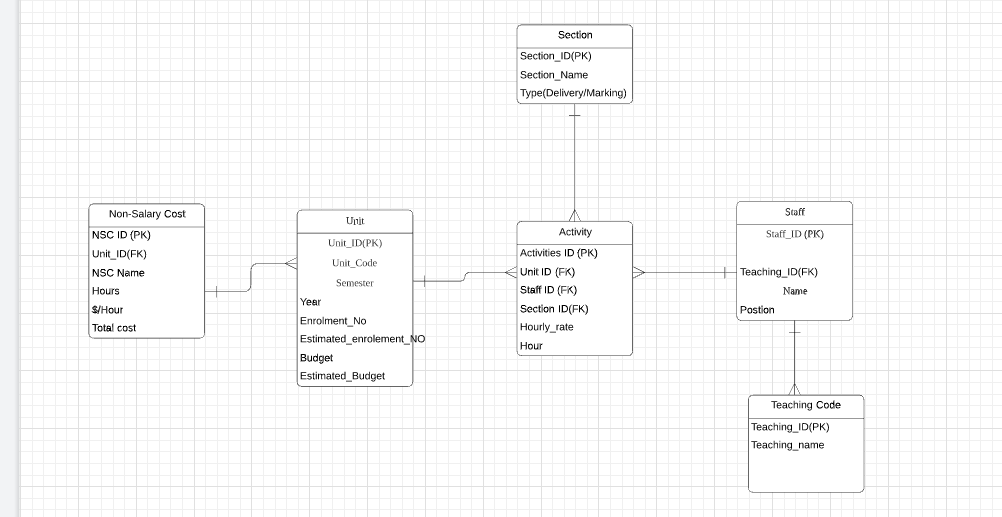 Section
Section_ID(PK)
Section_Name
Type(Delivery/Marking)
Non-Salary Cost
NSC ID (PK)
Unit_ID(FK)
NSC Name
Hours
$/Hour
Total cost
Unit
Unit_ID(PK)
Unit_Code
Semester
Year
Enrolment_No
Estimated_enrolement_NO
Budget
Estimated_Budget
Activity
Activities ID (PK)
Unit ID (FK)
Staff ID (FK)
Section ID(FK)
Hourly_rate
Hour
Staff
Staff_ID (PK)
Teaching_ID(FK)
Name
Postion
Teaching Code
Teaching_ID(PK)
Teaching_name